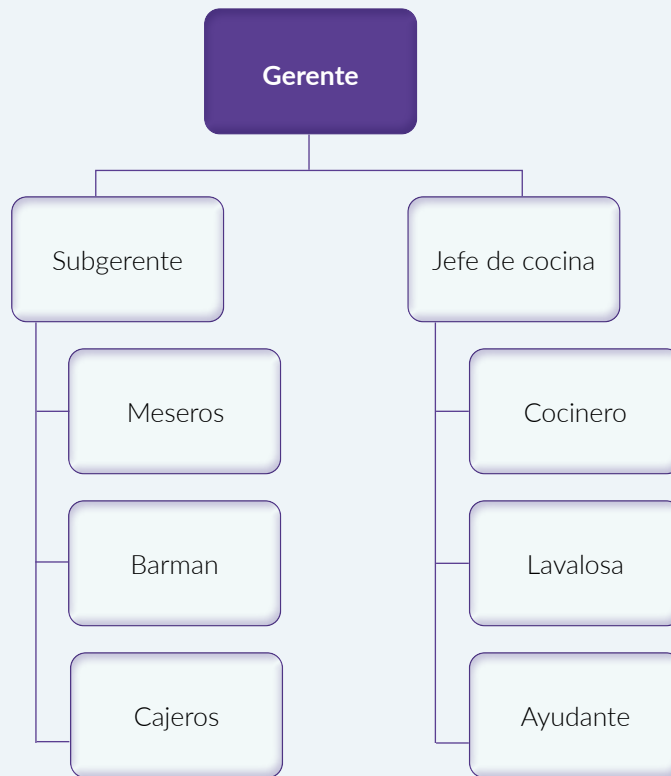 Gerente
Subgerente
Jefe de cocina
Meseros
Cocinero
Barman
Lavalosa
Cajeros
Ayudante